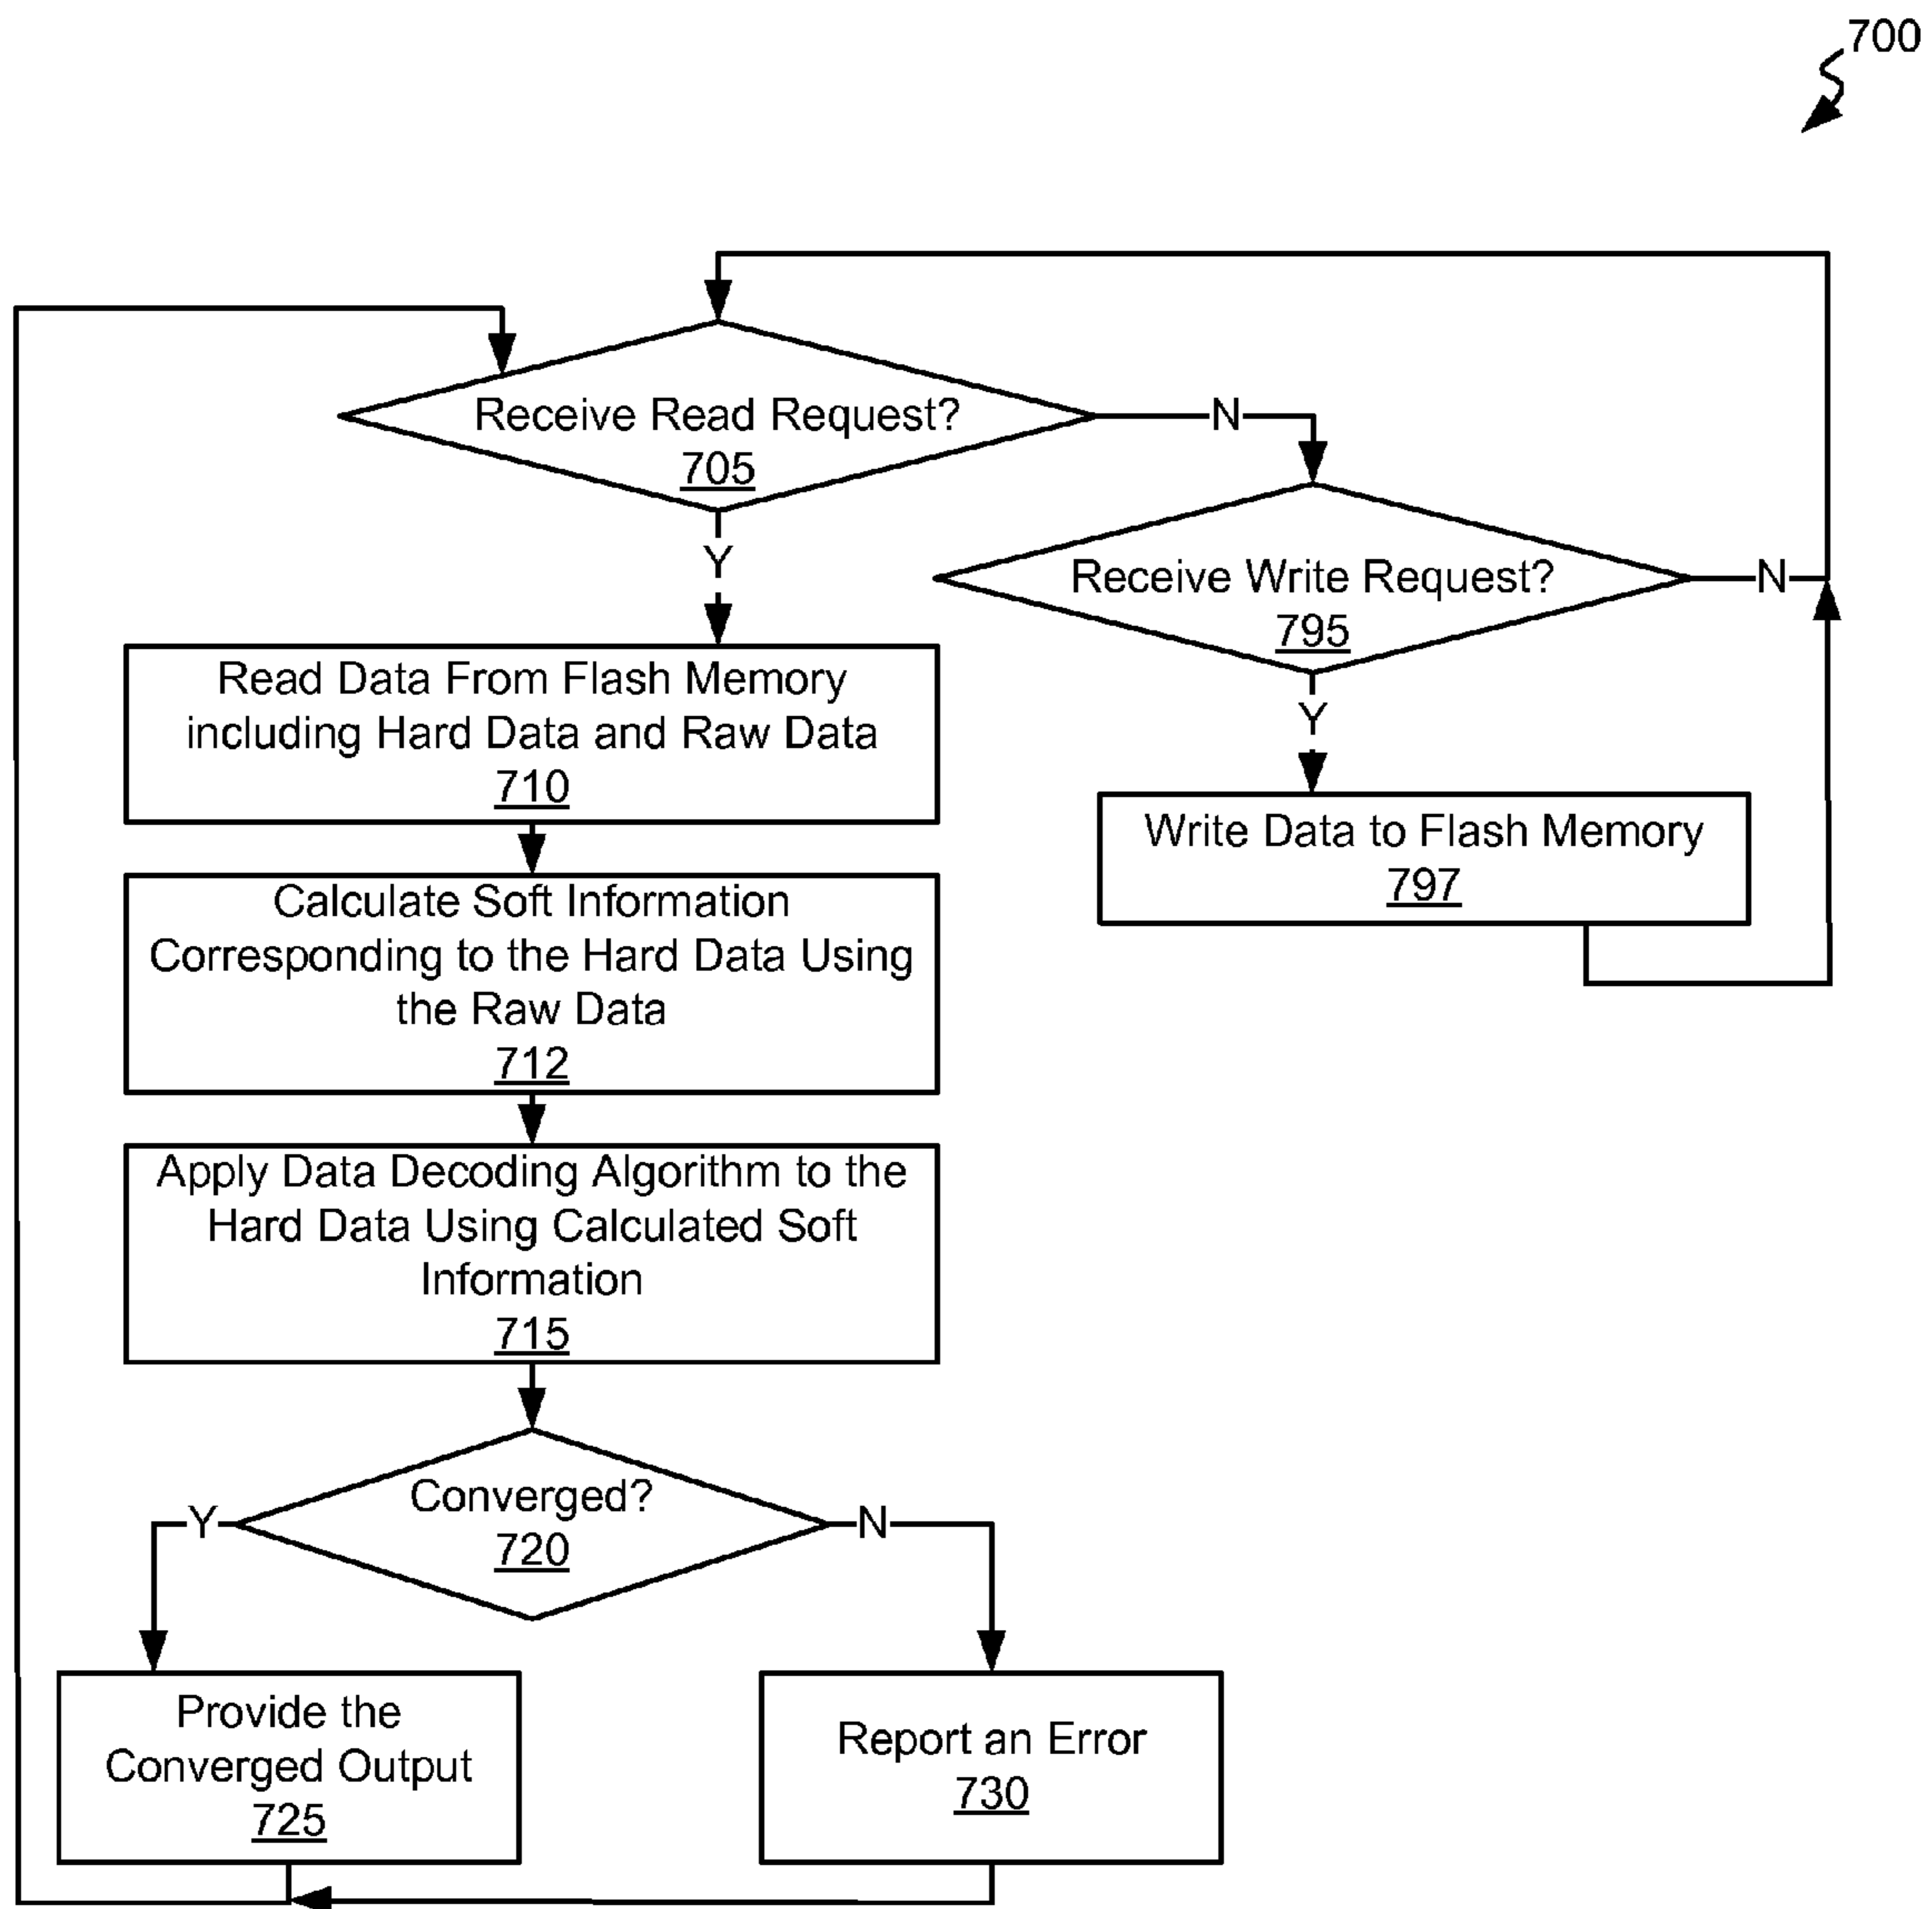 700
Receive Read Request?
705
N
Y
Receive Write Request?
795
N
Y
Read Data From Flash Memory
including Hard Data and Raw Data
710
Write Data to Flash Memory
797
Calculate Soft Information
Corresponding to the Hard Data Using
the Raw Data
712
Apply Data Decoding Algorithm to the
Hard Data Using Calculated Soft
Information
715
Converged?
720
Y
N
Provide the
Converged Output
725
Report an Error
730